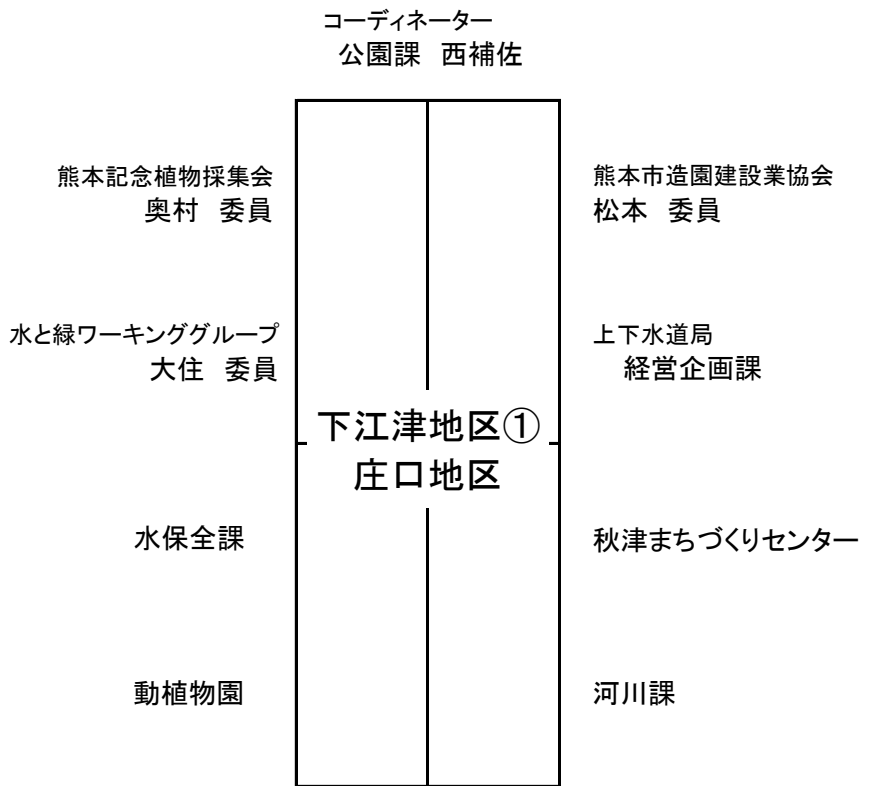 コーディネーター
公園課　西補佐
熊本記念植物採集会
奥村　委員
熊本市造園建設業協会
松本　委員
水と緑ワーキンググループ
大住　委員
上下水道局
経営企画課
下江津地区①
庄口地区
水保全課
秋津まちづくりセンター
動植物園
河川課